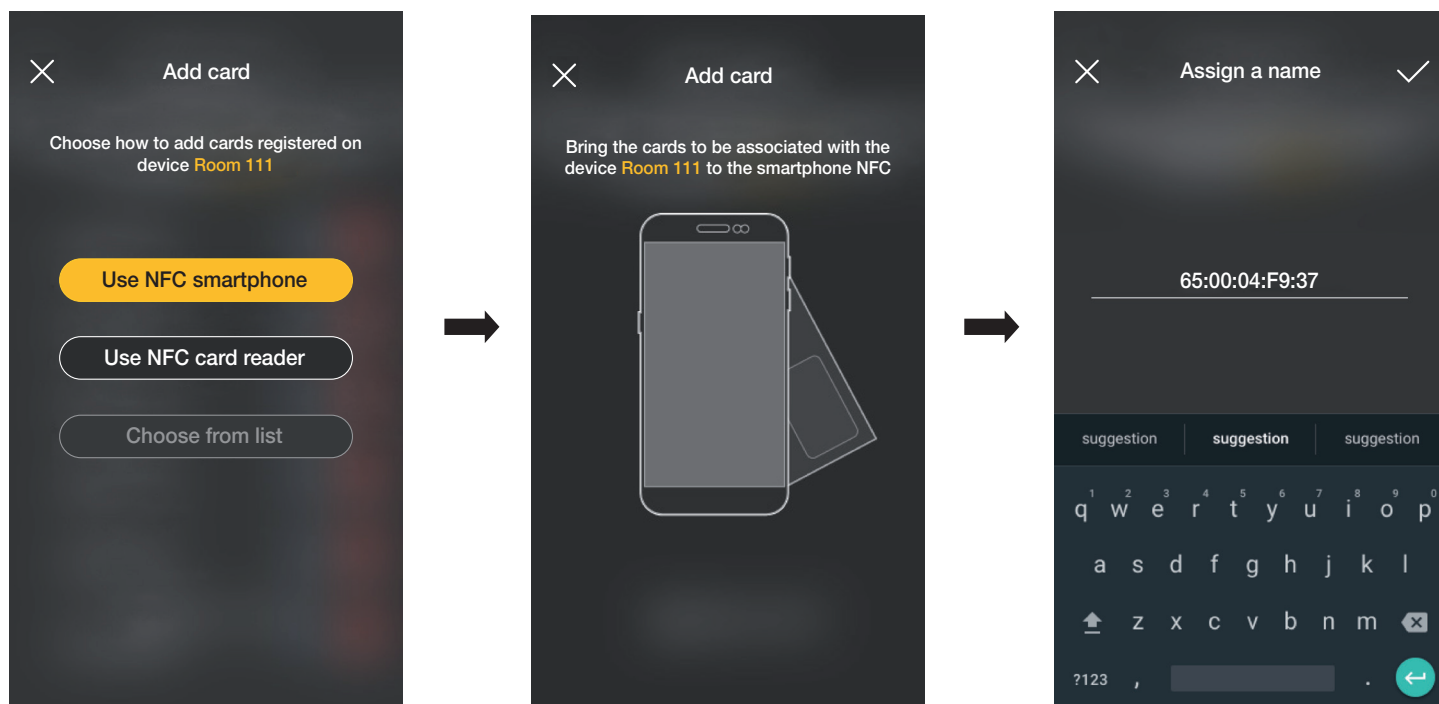 Add card
Choose how to add cards registered on
device Room 111
Use NFC smartphone
Use NFC card reader
Choose from list
Add card
Bring the cards to be associated with the
device Room 111 to the smartphone NFC
Assign a name
65:00:04:F9:37
suggestion suggestion suggestion
1 2 3 4 5 6 7 8 9 0
q w e r t y u i o p
a s d f g h j k l
z x c v b n m
?123 , .